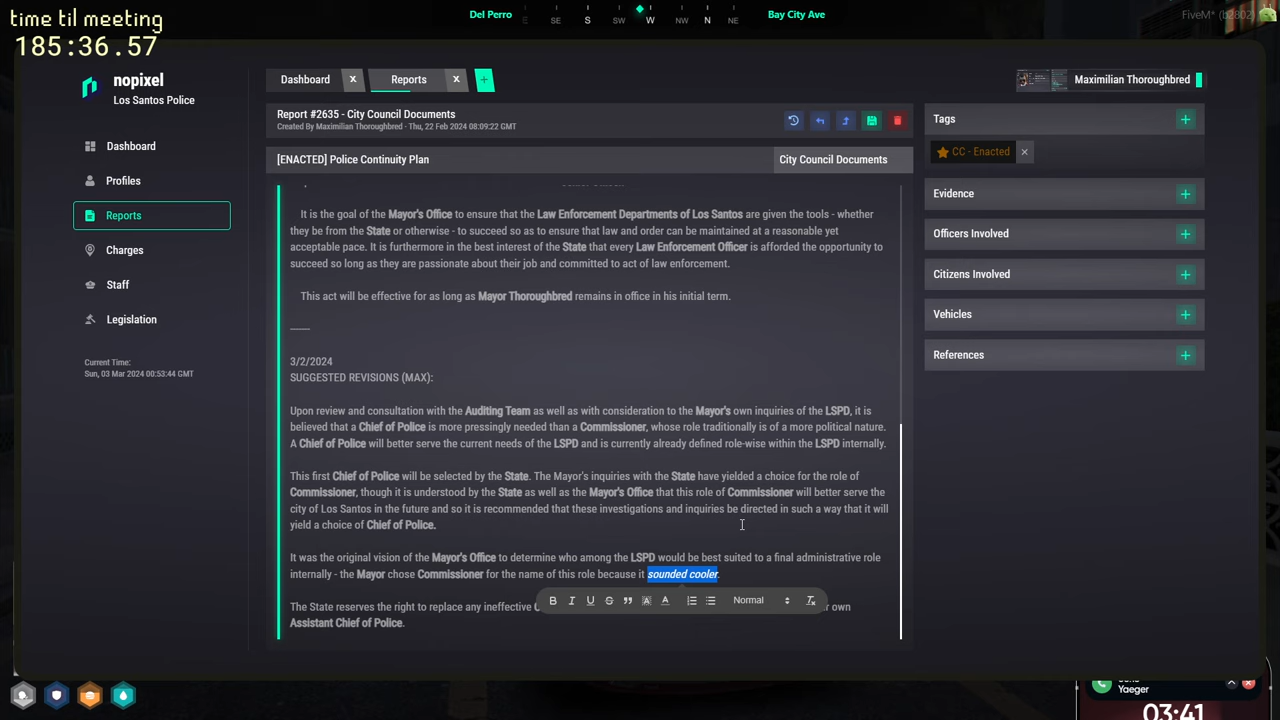 time til meeting
185:36.57
Del Perro
SE
S
SW
W
NW
N
NE
Bay City Ave
FiveM* (b2802)
nopixel
Los Santos Police
Dashboard
X
Reports
X
+
Maximilian Thoroughbred
Dashboard
Profiles
Reports
Charges
Staff
Legislation
Current Time:
Sun, 03 Mar 2024 00:53:44 GMT
Report #2635 - City Council Documents
Created By Maximilian Thoroughbred · Thu, 22 Feb 2024 08:09:22 GMT
[ENACTED] Police Continuity Plan
City Council Documents
It is the goal of the Mayor's Office to ensure that the Law Enforcement Departments of Los Santos are given the tools - whether
they be from the State or otherwise - to succeed so as to ensure that law and order can be maintained at a reasonable yet
acceptable pace. It is furthermore in the best interest of the State that every Law Enforcement Officer is afforded the opportunity to
succeed so long as they are passionate about their job and committed to act of law enforcement.
This act will be effective for as long as Mayor Thoroughbred remains in office in his initial term.
____
3/2/2024
SUGGESTED REVISIONS (MAX):
Upon review and consultation with the Auditing Team as well as with consideration to the Mayor's own inquiries of the LSPD, it is
believed that a Chief of Police is more pressingly needed than a Commissioner, whose role traditionally is of a more political nature.
A Chief of Police will better serve the current needs of the LSPD and is currently already defined role-wise within the LSPD internally.
This first Chief of Police will be selected by the State. The Mayor's inquiries with the State have yielded a choice for the role of
Commissioner, though it is understood by the State as well as the Mayor's Office that this role of Commissioner will better serve the
city of Los Santos in the future and so it is recommended that these investigations and inquiries be directed in such a way that it will
yield a choice of Chief of Police.
It was the original vision of the Mayor's Office to determine who among the LSPD would be best suited to a final administrative role
internally - the Mayor chose Commissioner for the name of this role because it sounded cooler.
B I U S Normal
The State reserves the right to replace any ineffective own
Assistant Chief of Police.
Tags
+
CC - Enacted
×
Evidence
+
Officers Involved
+
Citizens Involved
+
Vehicles
+
References
+
Yaeger
03:41